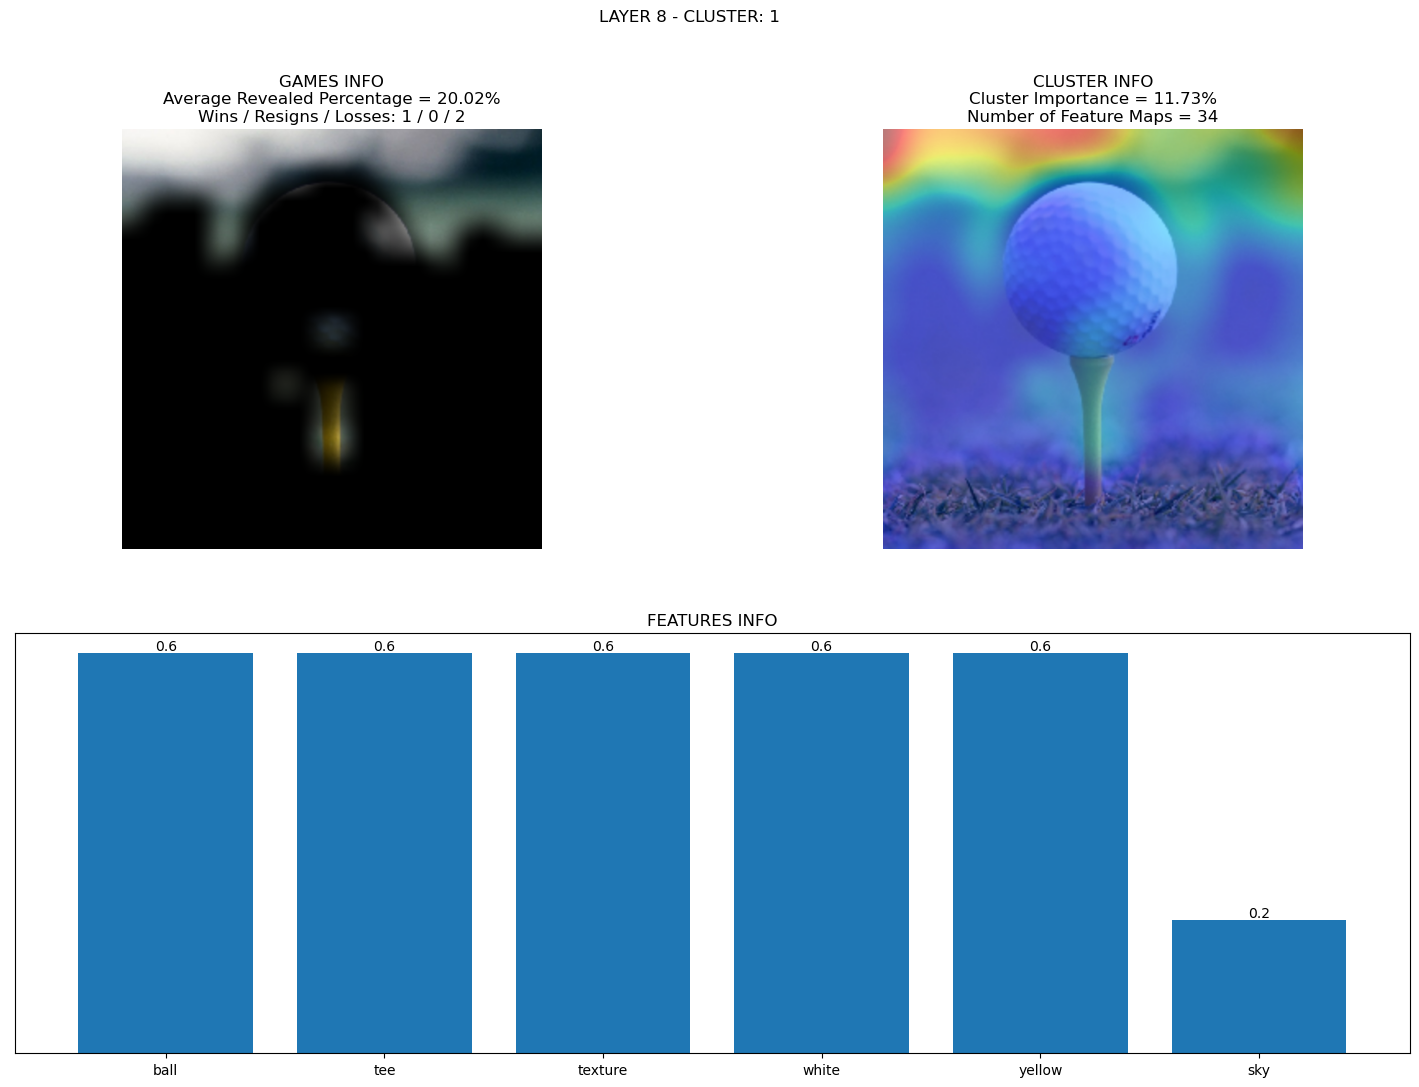 LAYER 8 - CLUSTER: 1
GAMES INFO
Average Revealed Percentage = 20.02%
Wins / Resigns / Losses: 1 / 0 / 2
CLUSTER INFO
Cluster Importance = 11.73%
Number of Feature Maps = 34
FEATURES INFO
0.6 0.6 0.6 0.6 0.6
0.2
ball tee texture white yellow sky